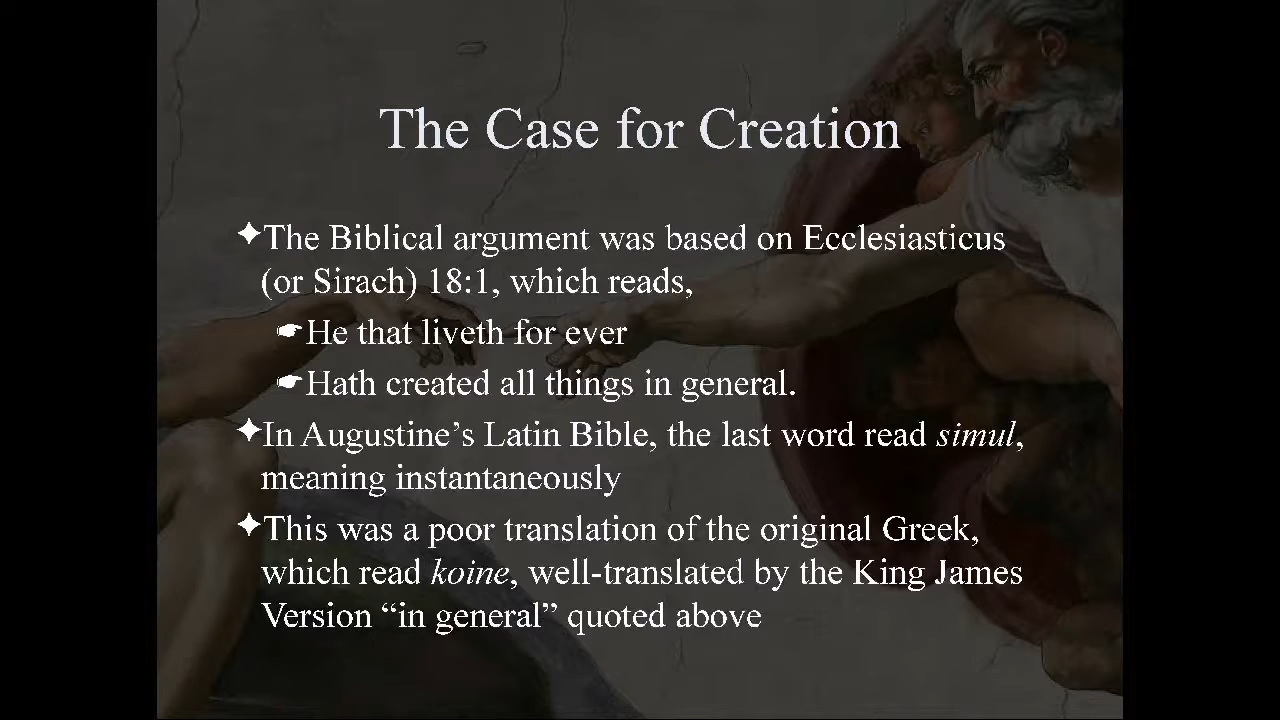 The Case for Creation
✦The Biblical argument was based on Ecclesiasticus
(or Sirach) 18:1, which reads,
☛He that liveth for ever
☛Hath created all things in general.
✦In Augustine’s Latin Bible, the last word read simul,
meaning instantaneously
✦This was a poor translation of the original Greek,
which read koine, well-translated by the King James
Version “in general” quoted above